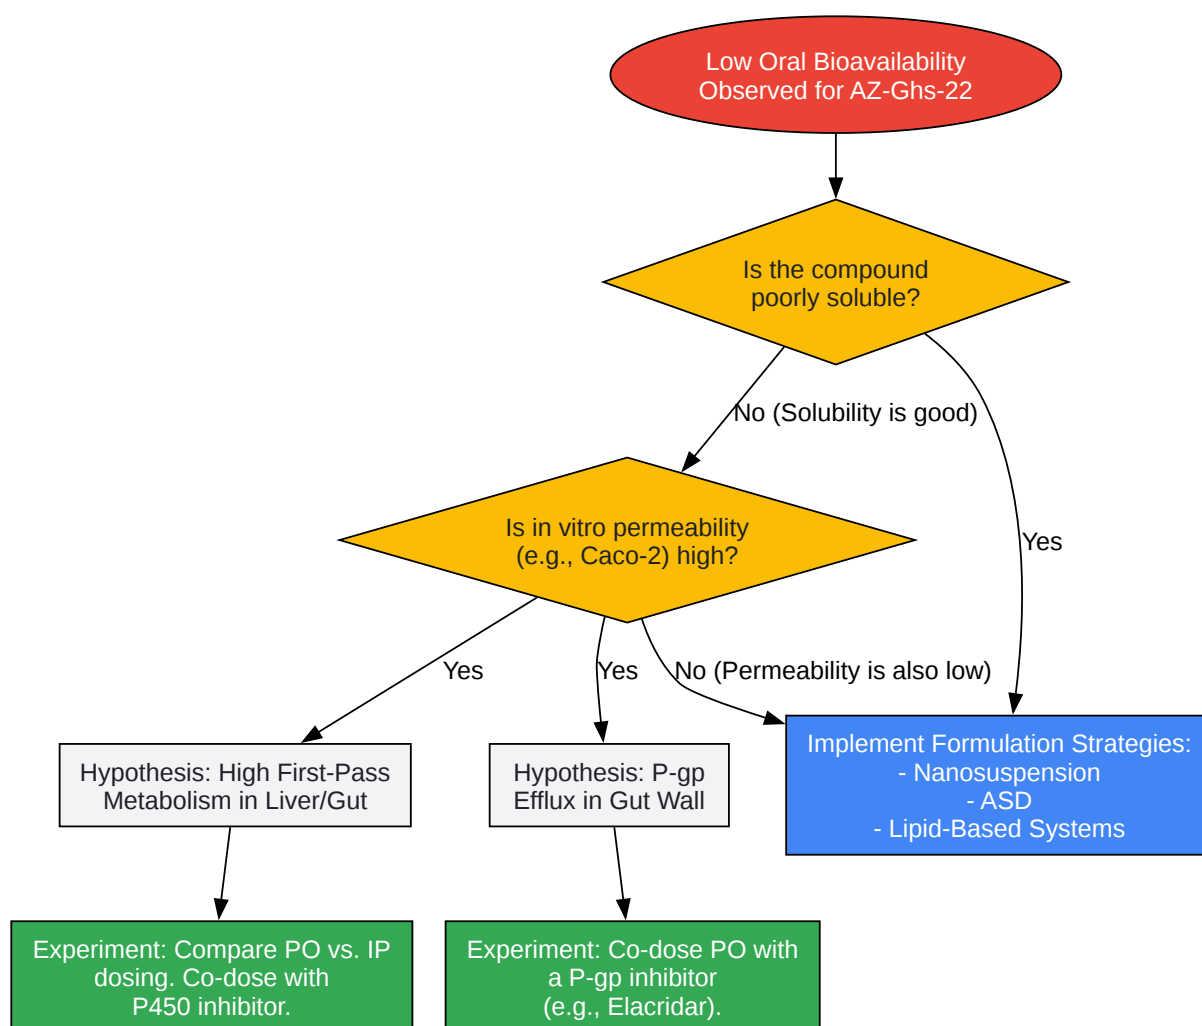 Low Oral Bioavailability
Observed for AZ-Ghs-22
Is the compound
poorly soluble?
No (Solubility is good)
Is in vitro permeability
(e.g., Caco-2) high?
Yes
Yes
Yes
No (Permeability is also low)
Hypothesis: High First-Pass
Metabolism in Liver/Gut
Hypothesis: P-gp
Efflux in Gut Wall
Implement Formulation Strategies:
- Nanosuspension
- ASD
- Lipid-Based Systems
Experiment: Compare PO vs. IP
dosing. Co-dose with
P450 inhibitor.
Experiment: Co-dose PO with
a P-gp inhibitor
(e.g., Elacridar).